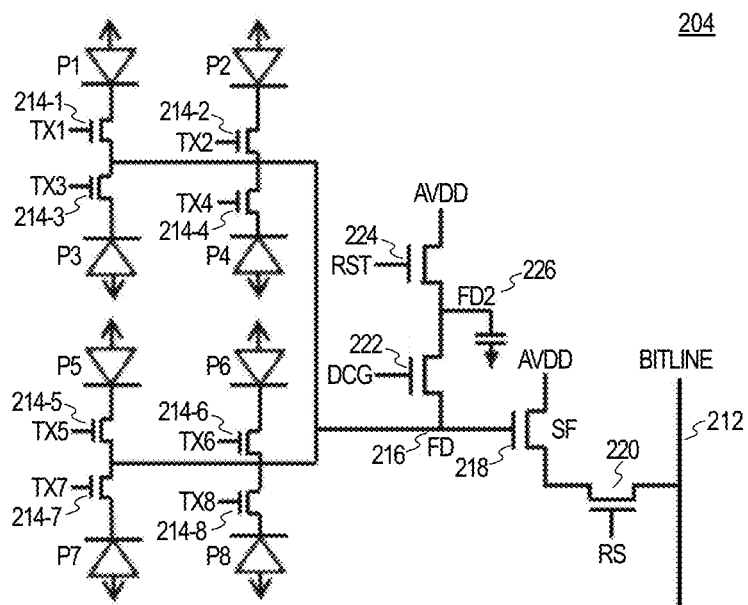 204
P1
P2
214-1
214-2
TX1
TX2
TX3
TX4
214-3
214-4
P3
P4
AVDD
224
RST
226
FD2
222
DCG
AVDD
BITLINE
P5
P6
214-5
214-6
TX5
TX6
216
FD
218
SF
220
212
TX7
TX8
214-7
214-8
RS
P7
P8